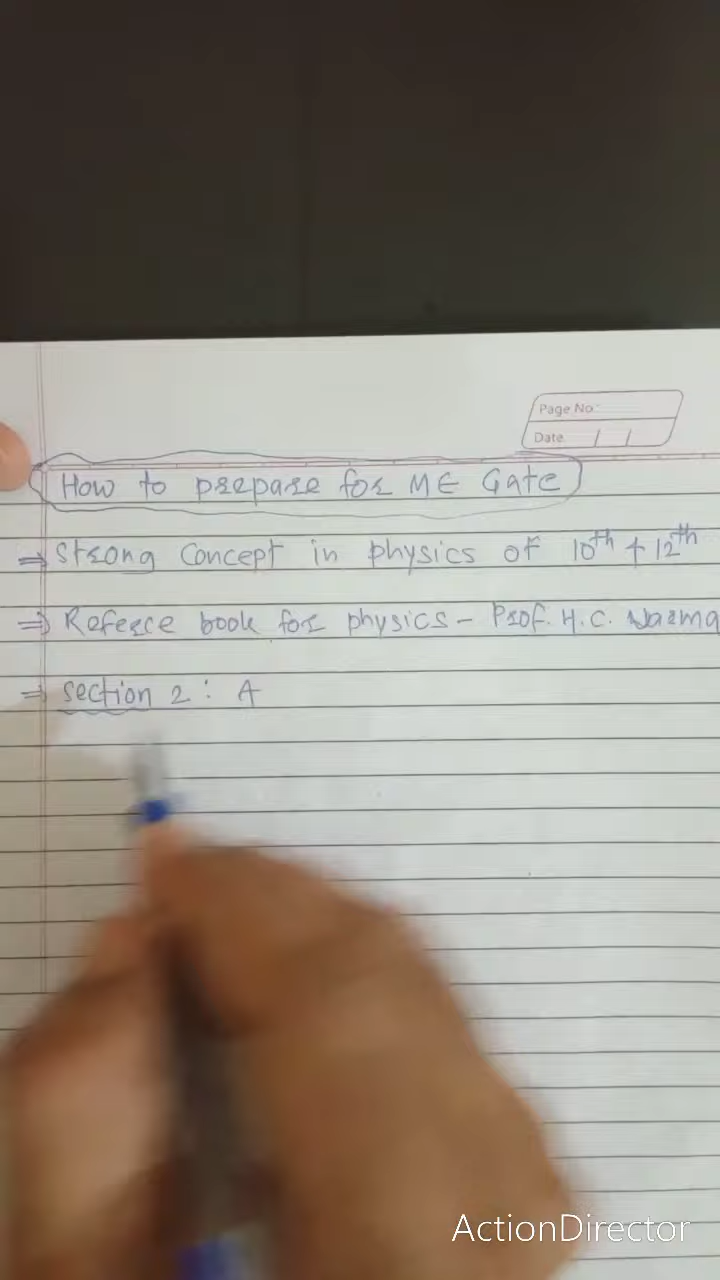 Page No:
Date / /
How to prepare for ME Gate
⇒ Strong Concept in physics of 10th + 12th
⇒ Referce book for physics - Prof. H.C. Varma
⇒ section 2 : A
ActionDirector